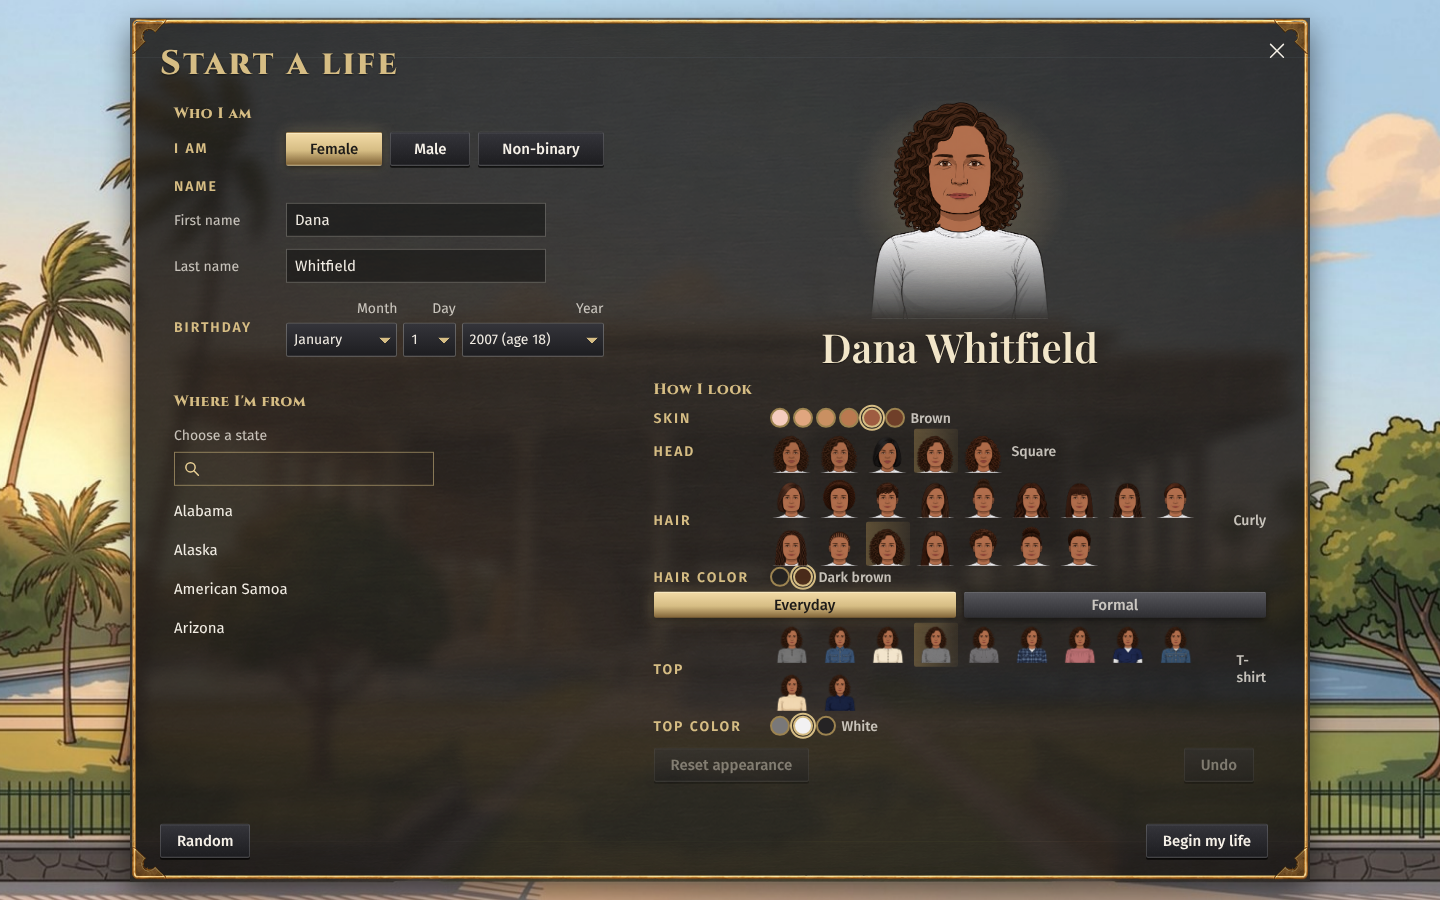 START A LIFE
WHO I AM
I AM
Female
Male
Non-binary
NAME
First name
Dana
Last name
Whitfield
Month
Day
Year
BIRTHDAY
January
1
2007 (age 18)
WHERE I'M FROM
Choose a state
Alabama
Alaska
American Samoa
Arizona
Dana Whitfield
HOW I LOOK
SKIN
Brown
HEAD
Square
HAIR
Curly
HAIR COLOR
Dark brown
Everyday
Formal
TOP
T-
shirt
TOP COLOR
White
Reset appearance
Undo
Random
Begin my life